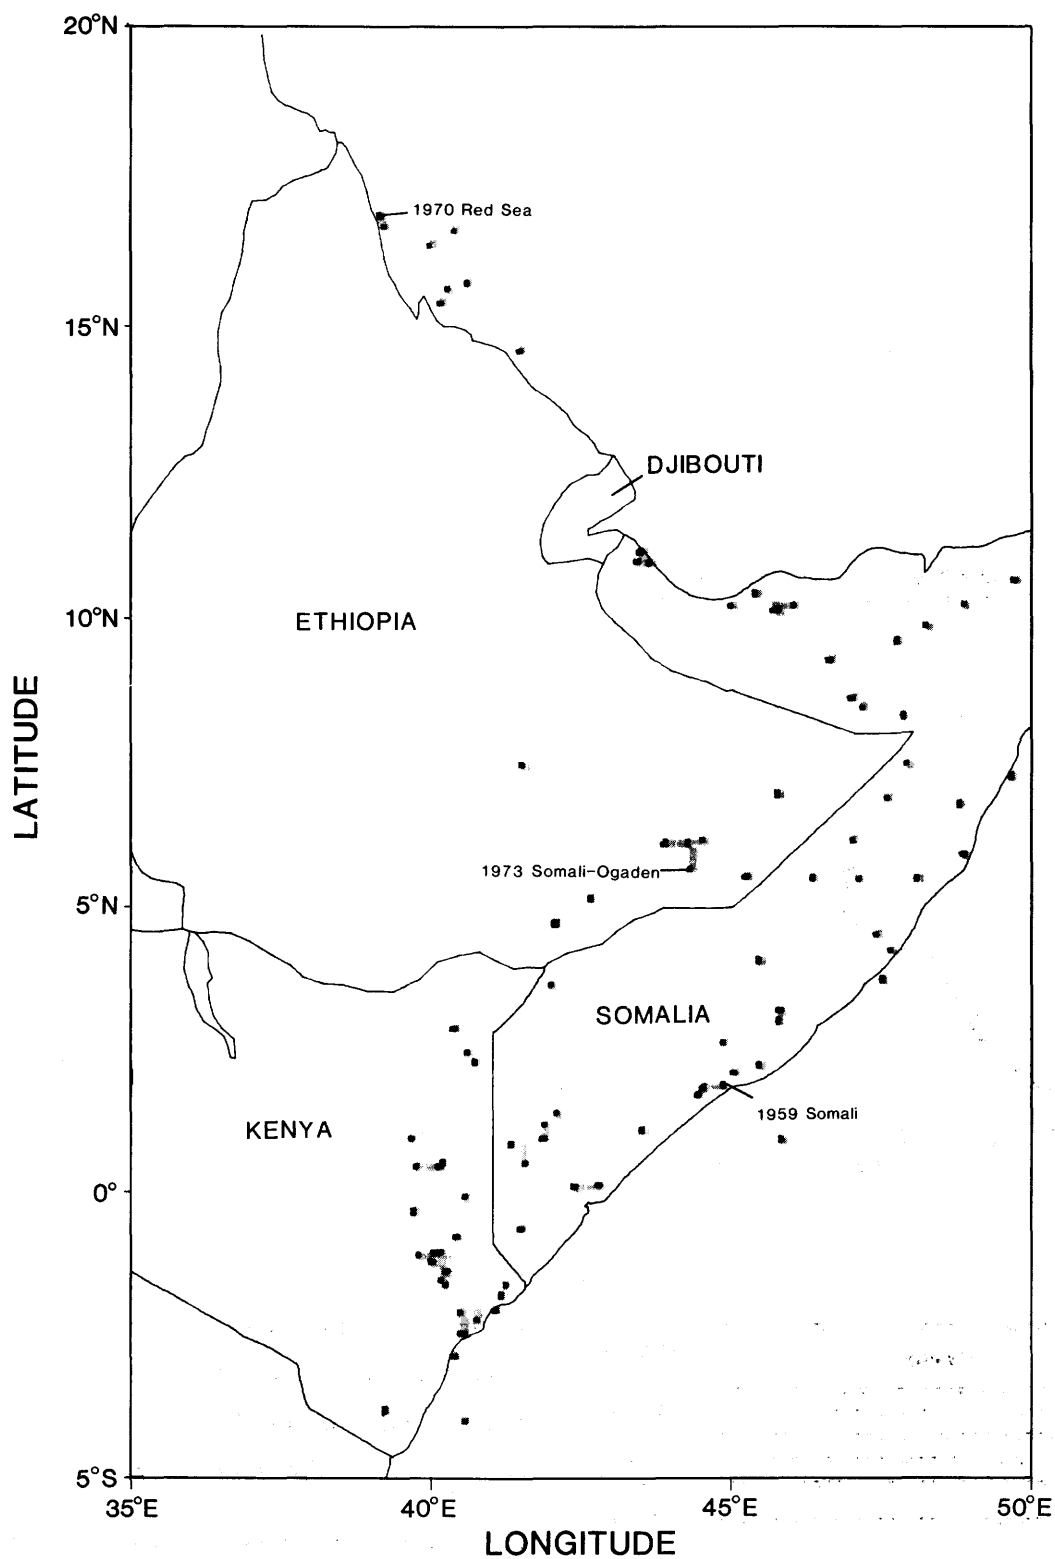 20°N
1970 Red Sea
15°N
DJIBOUTI
10°N
ETHIOPIA
LATITUDE
1973 Somali-Ogaden
5°N
SOMALIA
1959 Somali
KENYA
0°
5°S
35°E
40°E
45°E
50°E
LONGITUDE